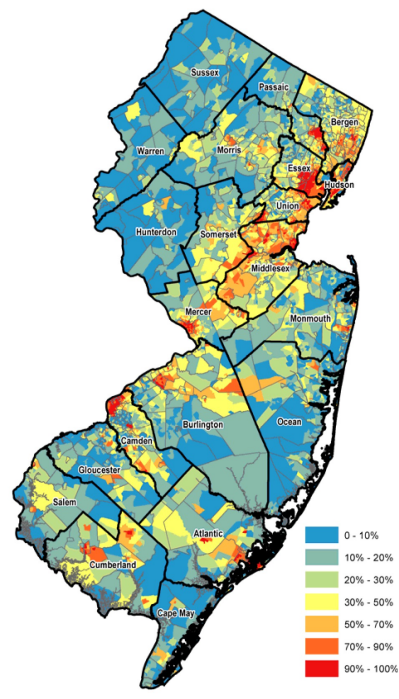 Sussex
Passaic
Bergen
Warren
Morris
Essex
Hudson
Union
Hunterdon
Somerset
Middlesex
Mercer
Monmouth
Ocean
Burlington
Camden
Gloucester
Salem
Atlantic
Cumberland
Cape May
0 - 10%
10% - 20%
20% - 30%
30% - 50%
50% - 70%
70% - 90%
90% - 100%